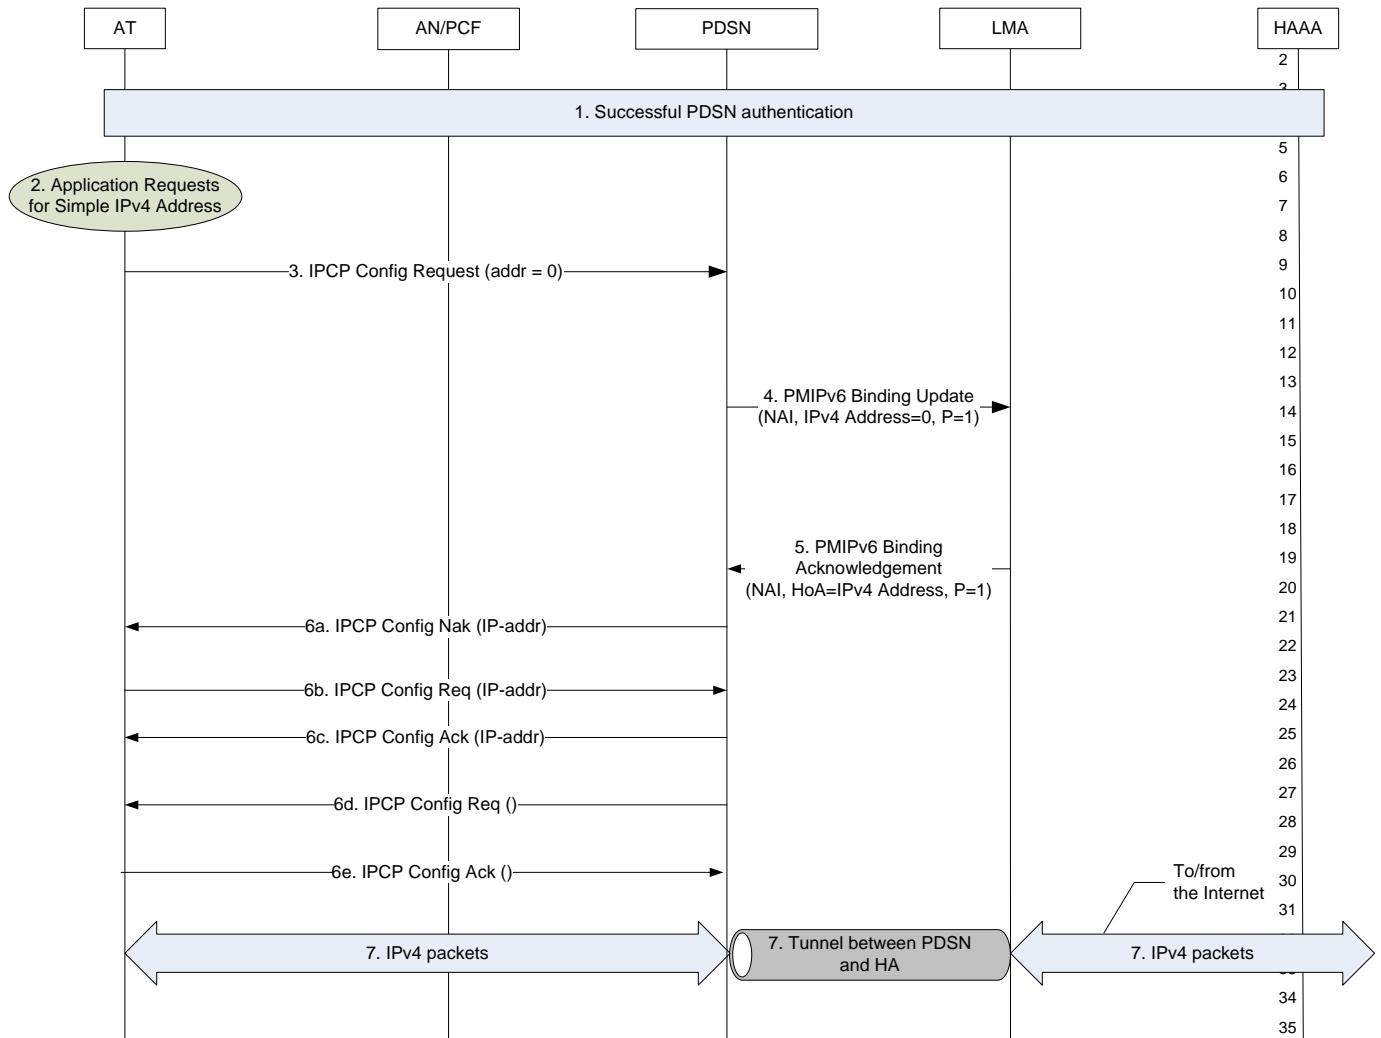 AT
AN/PCF
PDSN
LMA
HAAA
2
3
1. Successful PDSN authentication
5
2. Application Requests
for Simple IPv4 Address
6
7
8
3. IPCP Config Request (addr = 0)
9
10
11
12
13
4. PMIPv6 Binding Update
(NAI, IPv4 Address=0, P=1)
14
15
16
17
18
5. PMIPv6 Binding
Acknowledgement
(NAI, HoA=IPv4 Address, P=1)
19
20
6a. IPCP Config Nak (IP-addr)
21
22
23
6b. IPCP Config Req (IP-addr)
24
6c. IPCP Config Ack (IP-addr)
25
26
27
6d. IPCP Config Req ()
28
29
6e. IPCP Config Ack ()
30
To/from
the Internet
31
7. IPv4 packets
7. Tunnel between PDSN
and HA
7. IPv4 packets
34
35